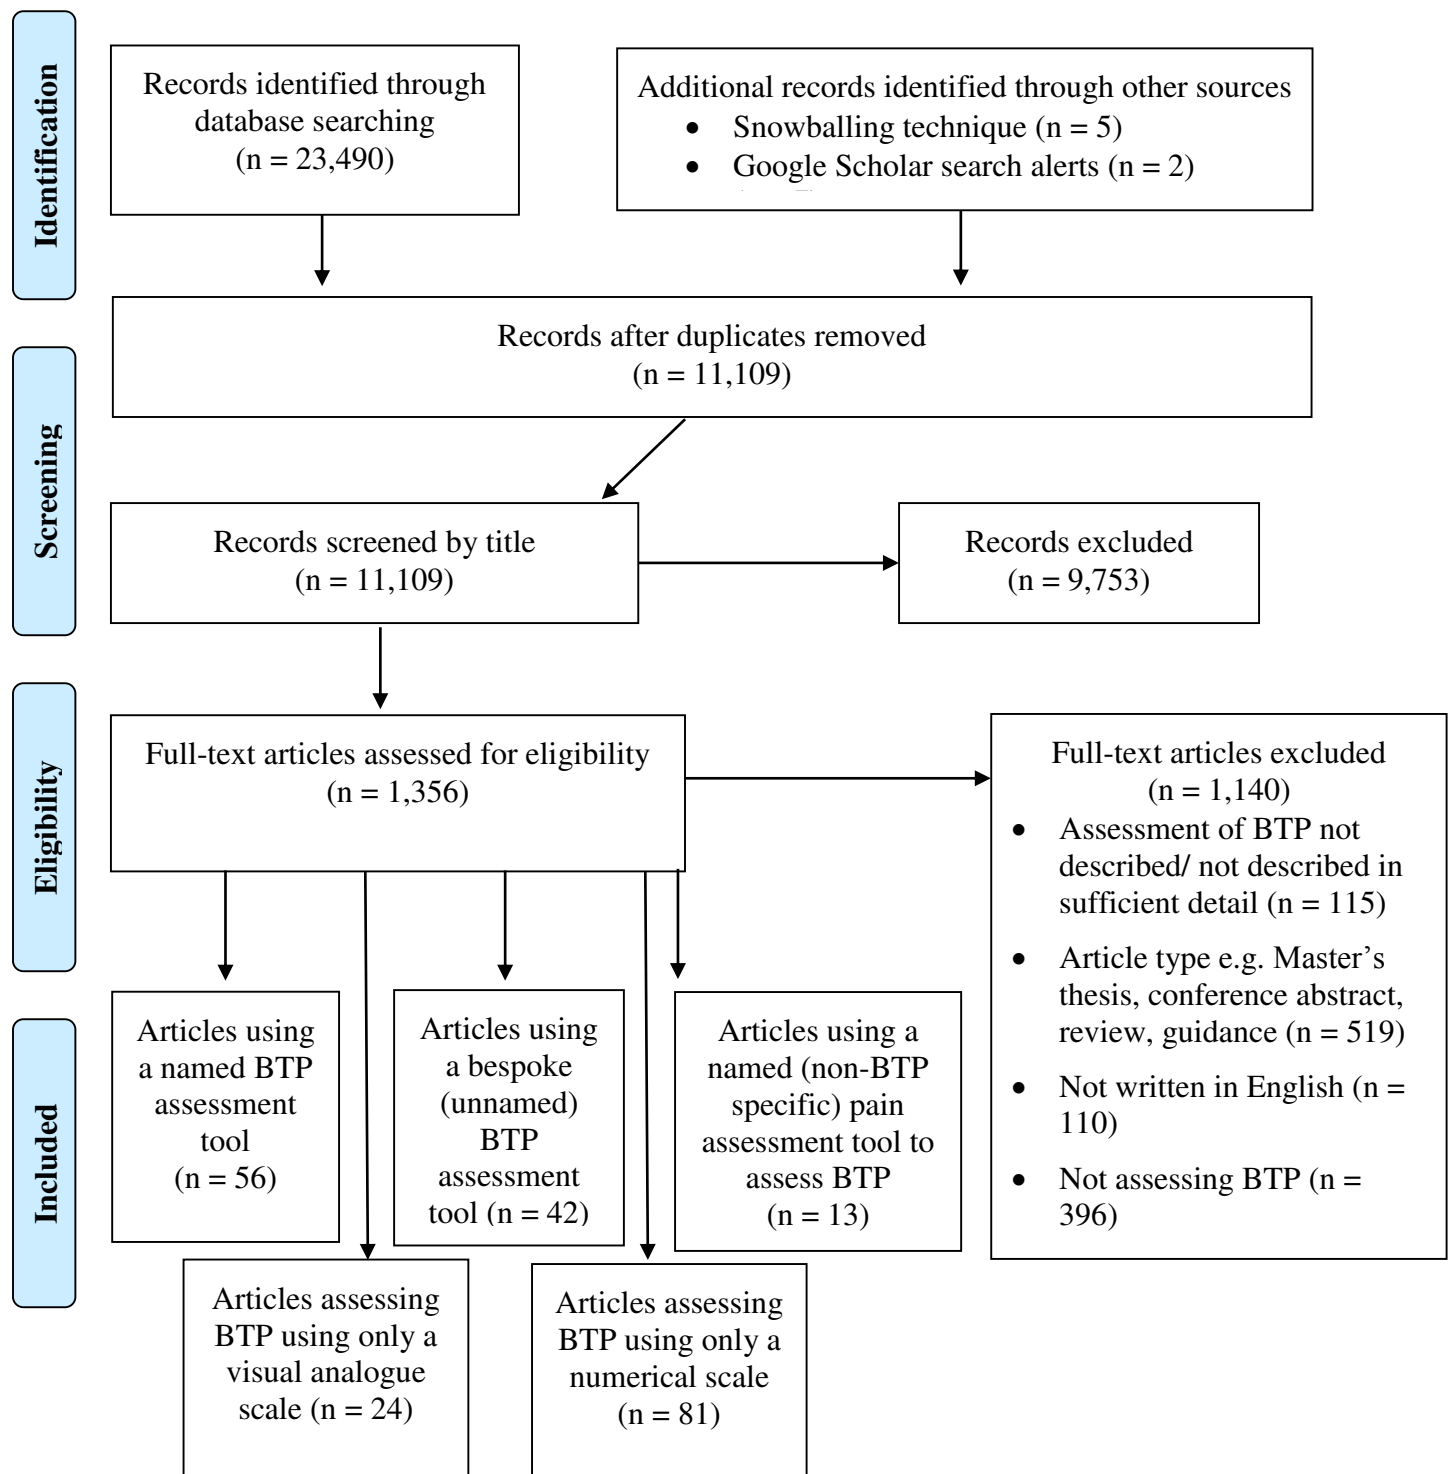 Identification
Records identified through
database searching
(n = 23,490)
Additional records identified through other sources
• Snowballing technique (n = 5)
• Google Scholar search alerts (n = 2)
Records after duplicates removed
(n = 11,109)
Screening
Records screened by title
(n = 11,109)
Records excluded
(n = 9,753)
Eligibility
Full-text articles assessed for eligibility
(n = 1,356)
Full-text articles excluded
(n = 1,140)
• Assessment of BTP not
described/ not described in
sufficient detail (n = 115)
• Article type e.g. Master’s
thesis, conference abstract,
review, guidance (n = 519)
• Not written in English (n =
110)
• Not assessing BTP (n =
396)
Included
Articles using
a named BTP
assessment
tool
(n = 56)
Articles using
a bespoke
(unnamed)
BTP
assessment
tool (n = 42)
Articles using a
named (non-BTP
specific) pain
assessment tool to
assess BTP
(n = 13)
Articles assessing
BTP using only a
visual analogue
scale (n = 24)
Articles assessing
BTP using only a
numerical scale
(n = 81)